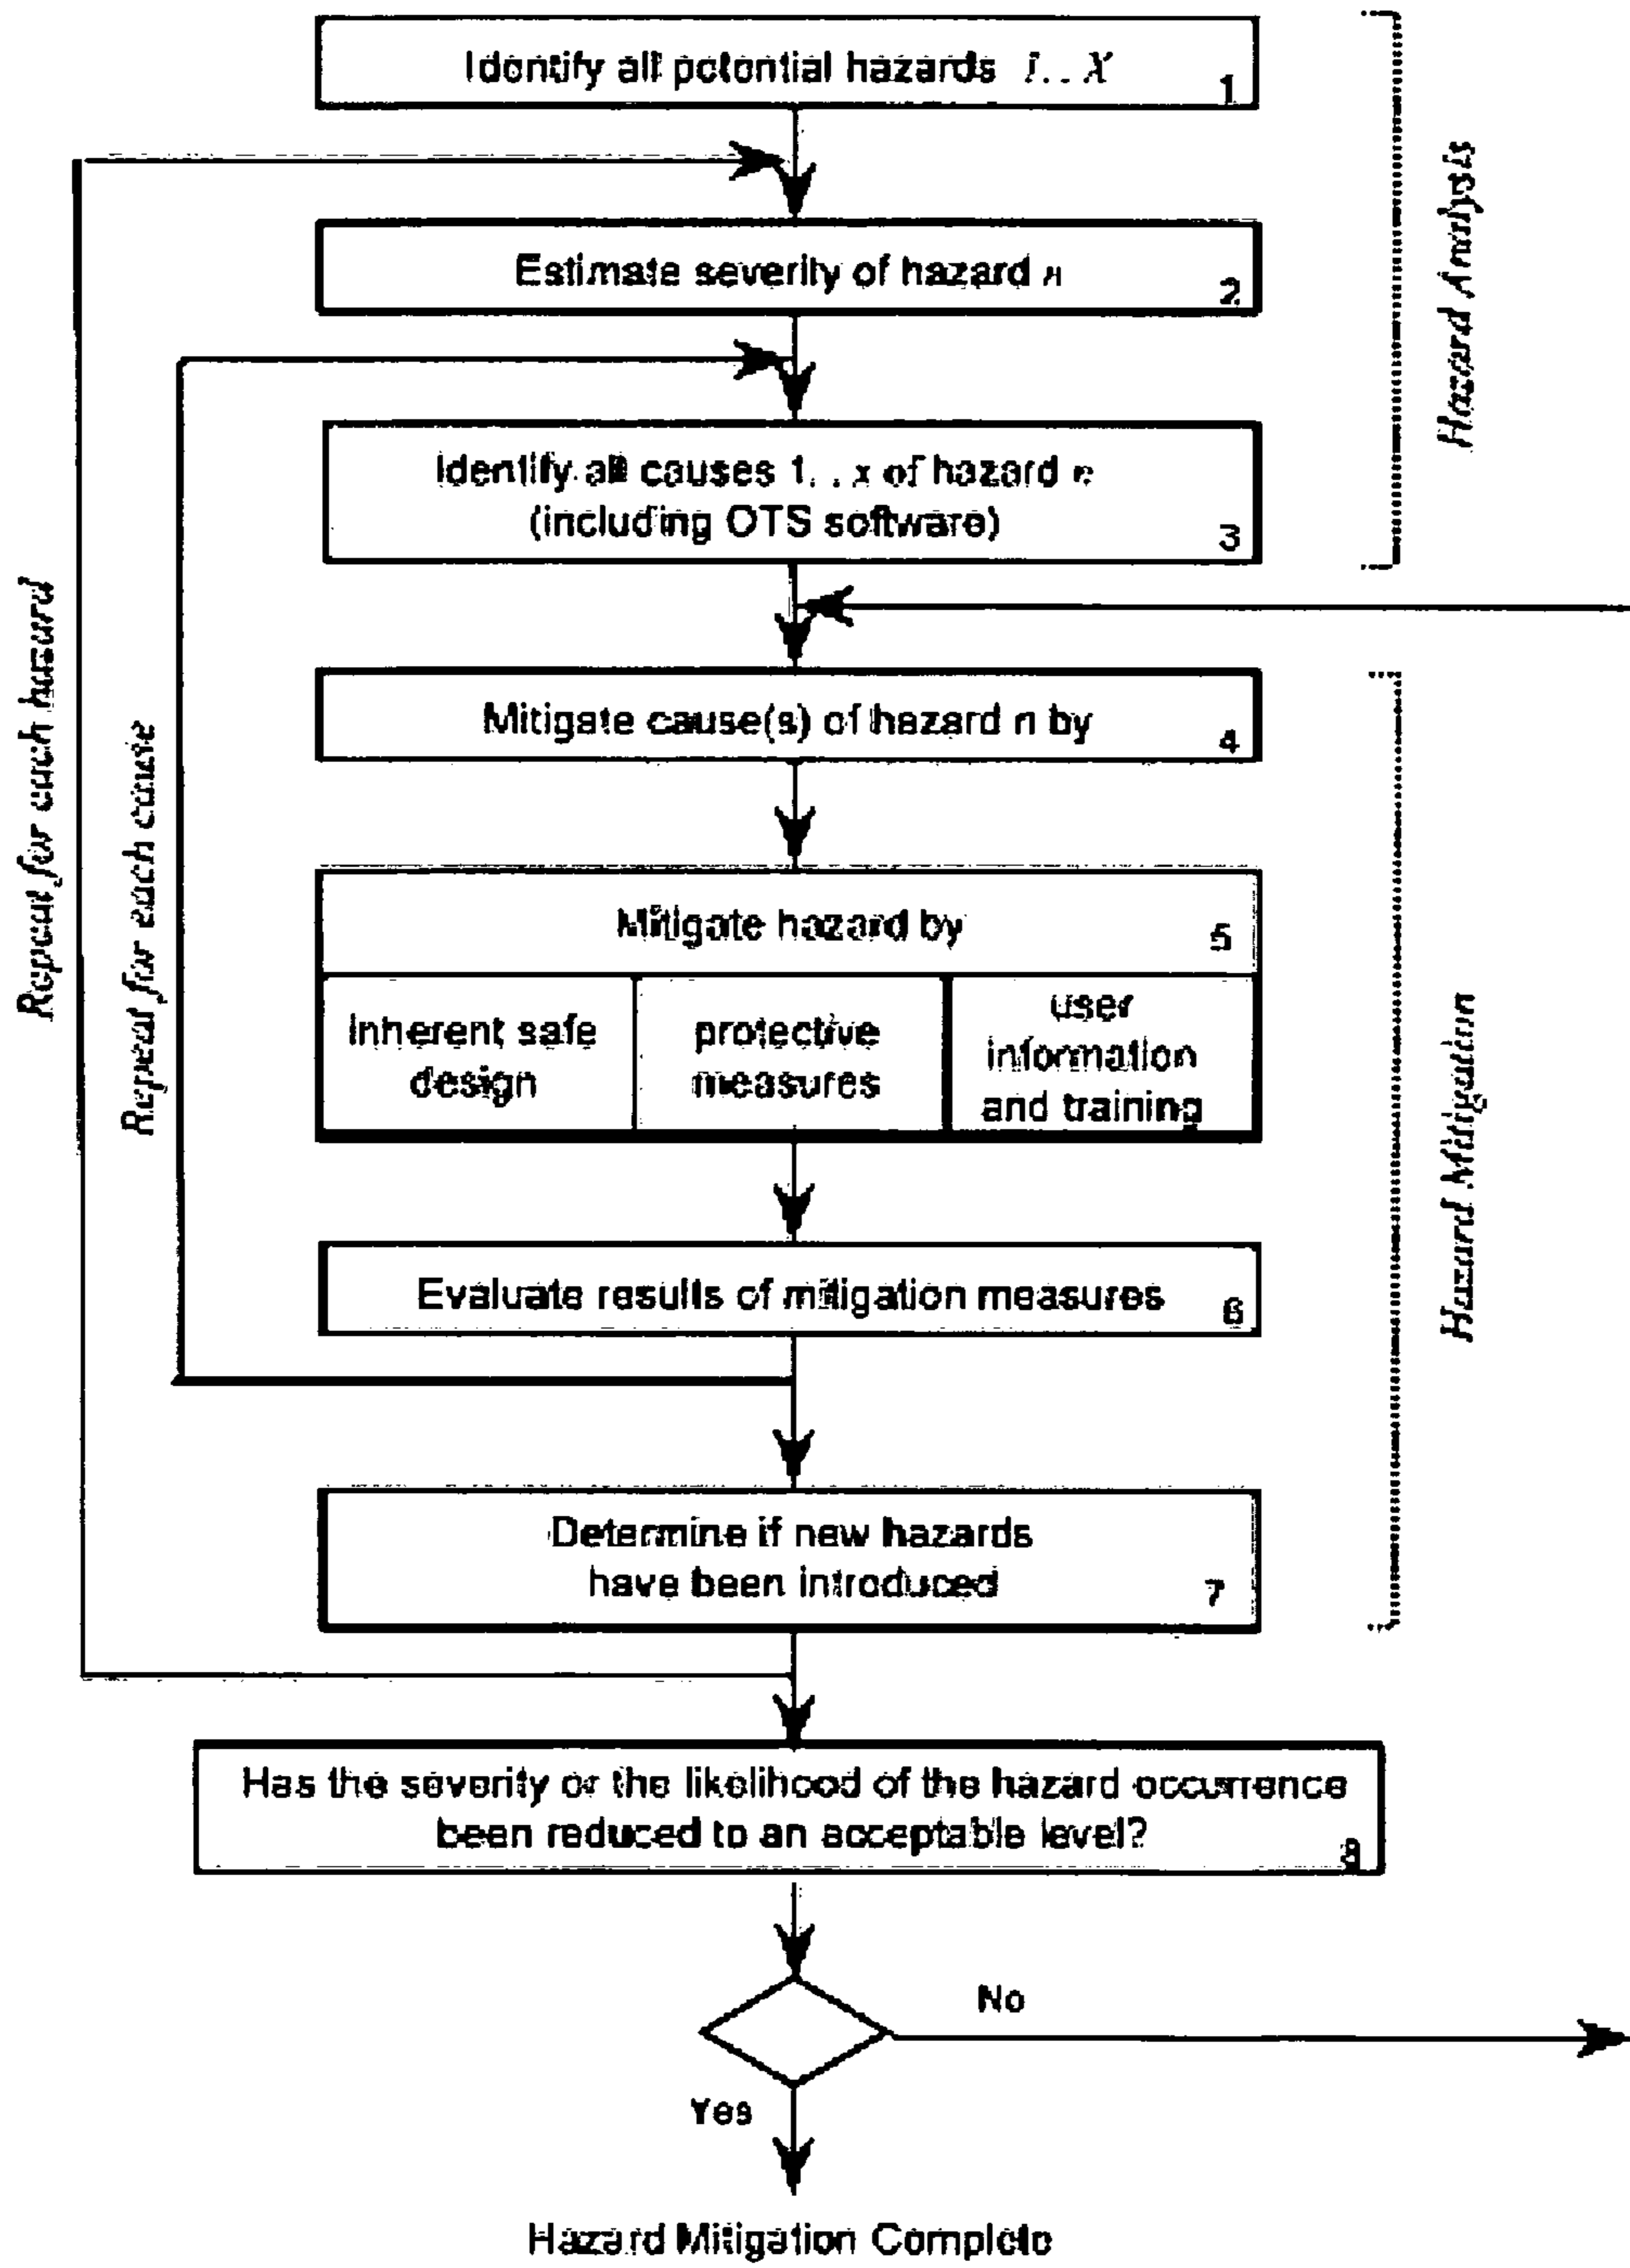 Identify all potential hazards 1. . X
1
Estimate severity of hazard n
2
Identify all causes 1. . x of hazard n
(including OTS software)
3
Mitigate cause(s) of hazard n by
4
Mitigate hazard by
5
Inherent safe
design
protective
measures
user
information
and training
Evaluate results of mitigation measures
6
Determine if new hazards
have been introduced
7
Has the severity or the likelihood of the hazard occurrence
been reduced to an acceptable level?
8
No
Yes
Hazard Mitigation Complete
Repeat for each hazard
Repeat for each cause
Hazard Analysis
Hazard Mitigation